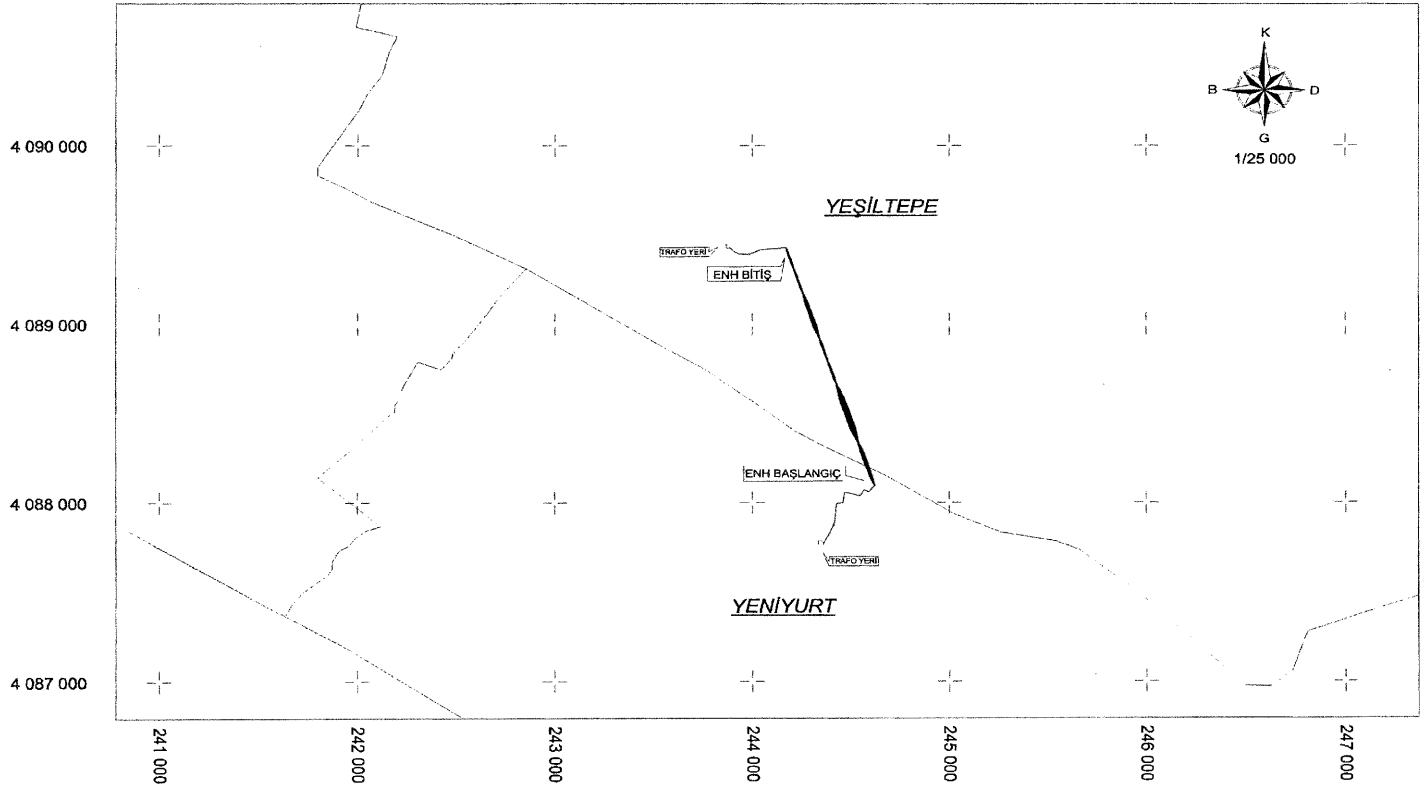 K
B
D
G
1/25 000
4 090 000
YEŞİLTEPE
TRAFO YERİ
ENH BİTİŞ
4 089 000
ENH BAŞLANGIÇ
4 088 000
TRAFO YERİ
YENİYURT
4 087 000
241 000
242 000
243 000
244 000
245 000
246 000
247 000